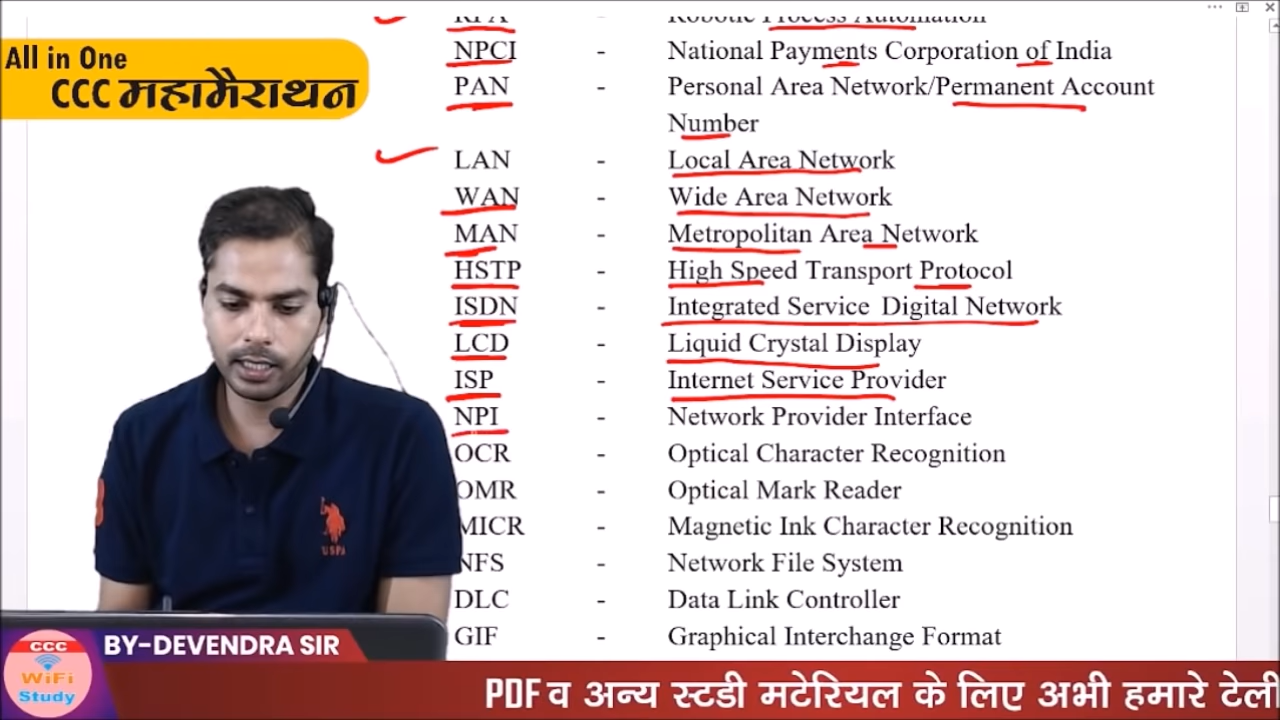 RPA - Robotic Process Automation
All in One
CCC महामैराथन
NPCI - National Payments Corporation of India
PAN - Personal Area Network/Permanent Account
Number
LAN - Local Area Network
WAN - Wide Area Network
MAN - Metropolitan Area Network
HSTP - High Speed Transport Protocol
ISDN - Integrated Service Digital Network
LCD - Liquid Crystal Display
ISP - Internet Service Provider
NPI - Network Provider Interface
OCR - Optical Character Recognition
OMR - Optical Mark Reader
MICR - Magnetic Ink Character Recognition
NFS - Network File System
DLC - Data Link Controller
GIF - Graphical Interchange Format
USPA
CCC
WiFi
Study
BY-DEVENDRA SIR
PDF व अन्य स्टडी मटेरियल के लिए अभी हमारे टेली